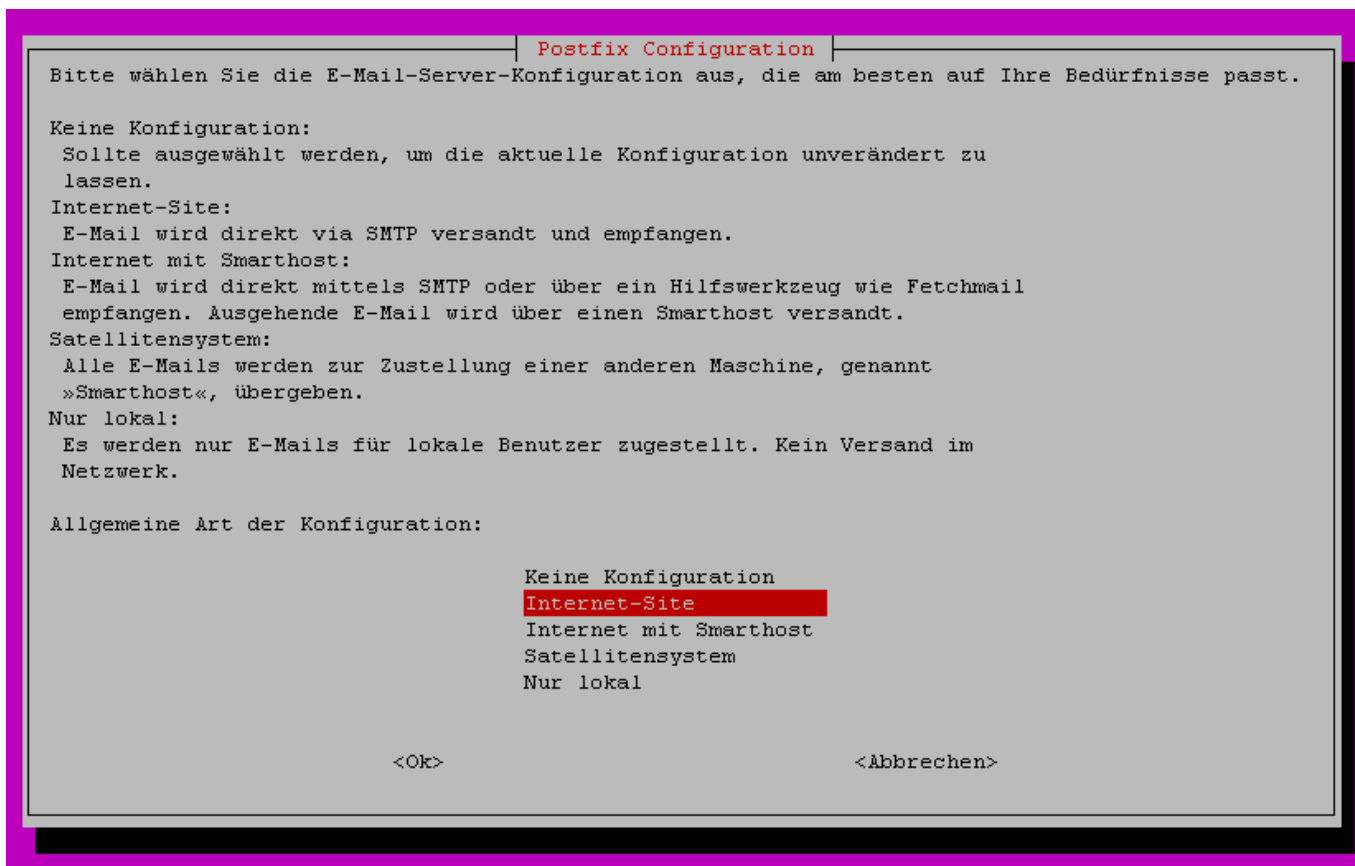 Postfix Configuration
Bitte wählen Sie die E-Mail-Server-Konfiguration aus, die am besten auf Ihre Bedürfnisse passt.
Keine Konfiguration:
Sollte ausgewählt werden, um die aktuelle Konfiguration unverändert zu
lassen.
Internet-Site:
E-Mail wird direkt via SMTP versandt und empfangen.
Internet mit Smarthost:
E-Mail wird direkt mittels SMTP oder über ein Hilfswerkzeug wie Fetchmail
empfangen. Ausgehende E-Mail wird über einen Smarthost versandt.
Satellitensystem:
Alle E-Mails werden zur Zustellung einer anderen Maschine, genannt
»Smarthost«, übergeben.
Nur lokal:
Es werden nur E-Mails für lokale Benutzer zugestellt. Kein Versand im
Netzwerk.
Allgemeine Art der Konfiguration:
Keine Konfiguration
Internet-Site
Internet mit Smarthost
Satellitensystem
Nur lokal
<Ok> <Abbrechen>